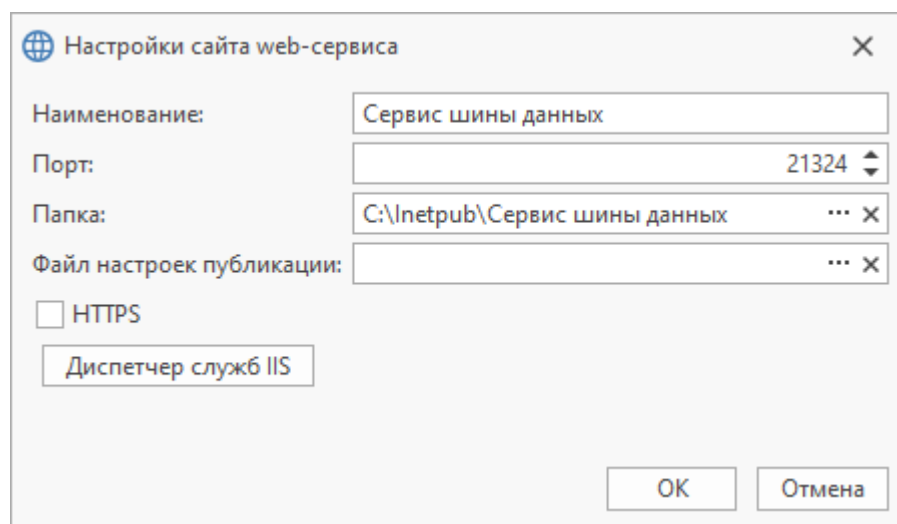 Настройки сайта web-сервиса
Наименование: Сервис шины данных
Порт: 21324
Папка: C:\Inetpub\Сервис шины данных
Файл настроек публикации:
HTTPS
Диспетчер служб IIS
ОК Отмена